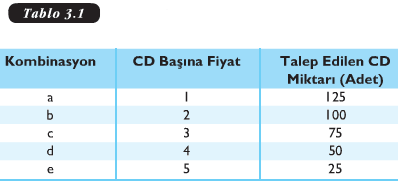 Tablo 3.1
Kombinasyon CD Başına Fiyat Talep Edilen CD
Miktarı (Adet)
a 1 125
b 2 100
c 3 75
d 4 50
e 5 25